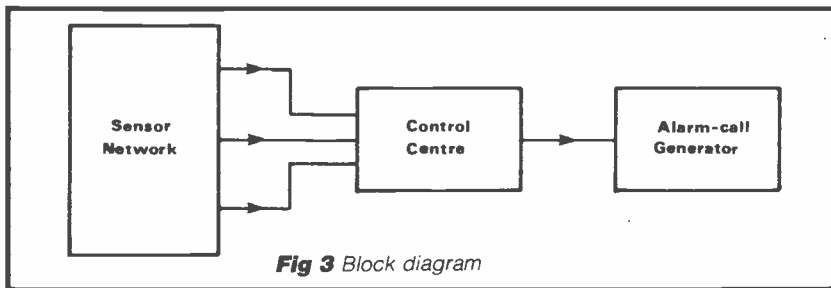 Sensor
Network
Control
Centre
Alarm-call
Generator
Fig 3 Block diagram